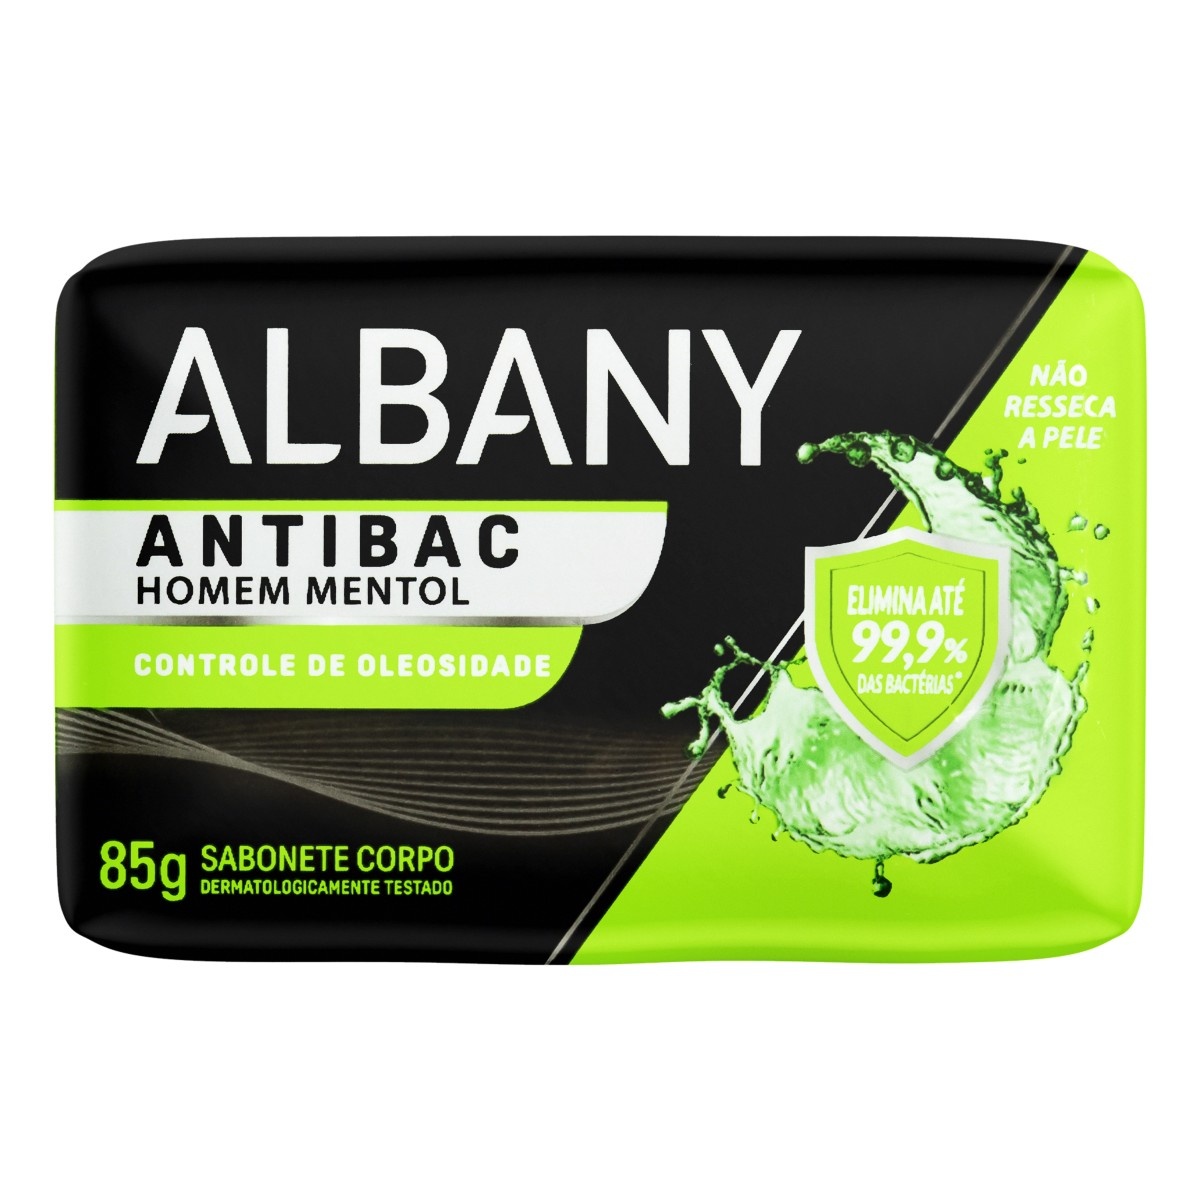 ALBANY
ANTIBAC
HOMEM MENTOL
CONTROLE DE OLEOSIDADE
NÃO
RESSECA
A PELE
ELIMINA ATÉ
99,9%
DAS BACTÉRIAS*
85g SABONETE CORPO
DERMATOLOGICAMENTE TESTADO